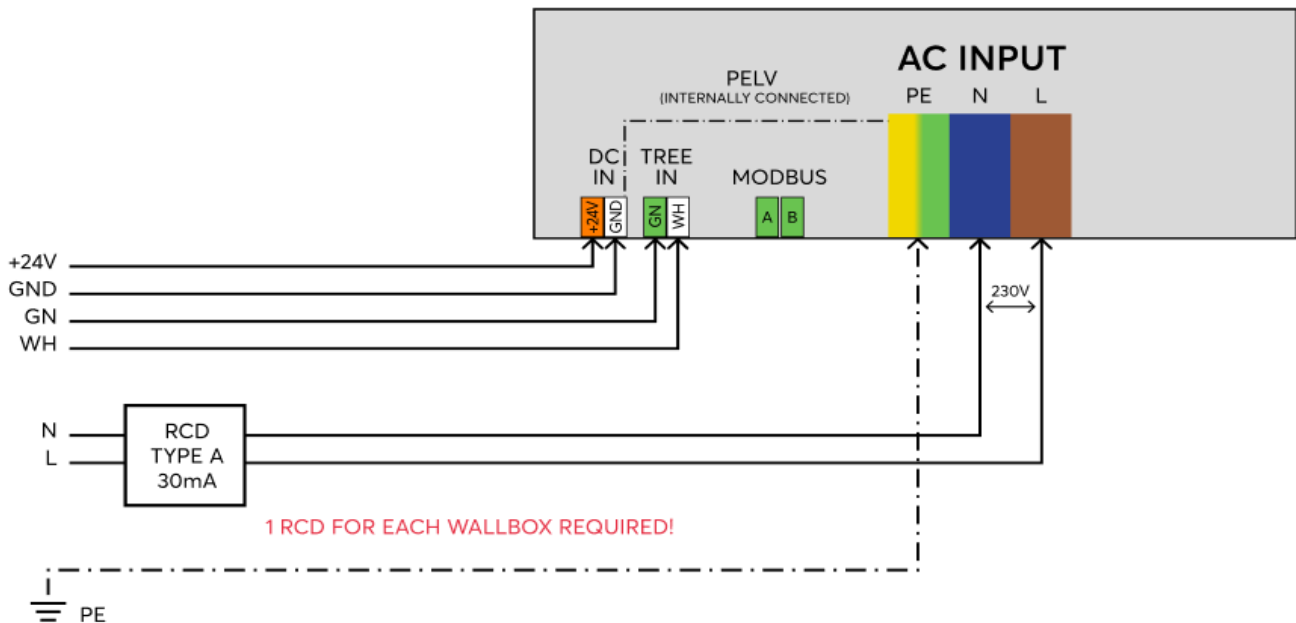 AC INPUT
PELV
(INTERNALLY CONNECTED)
PE N L
DC IN
TREE IN
MODBUS
+24V GND GN WH A B
+24V
GND
GN
WH
230V
N
L
RCD
TYPE A
30mA
1 RCD FOR EACH WALLBOX REQUIRED!
PE